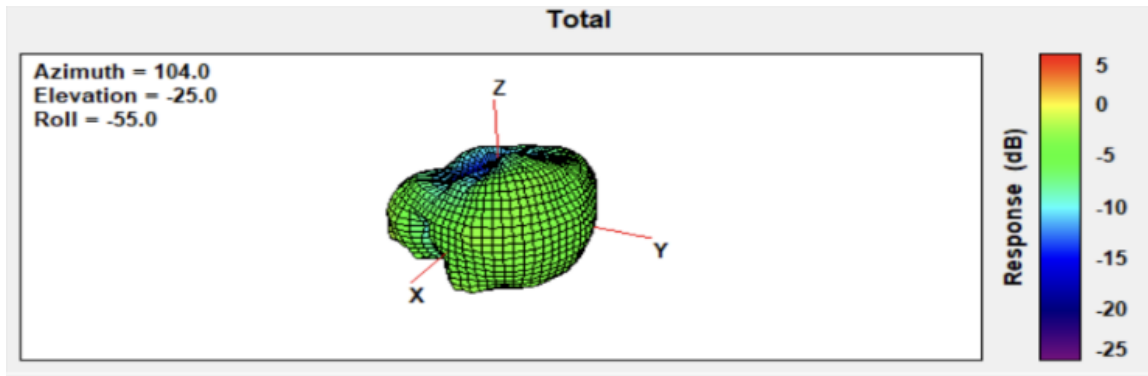 Total
Azimuth = 104.0
Elevation = -25.0
Roll = -55.0
Z
Y
X
Response (dB)
5
0
-5
-10
-15
-20
-25